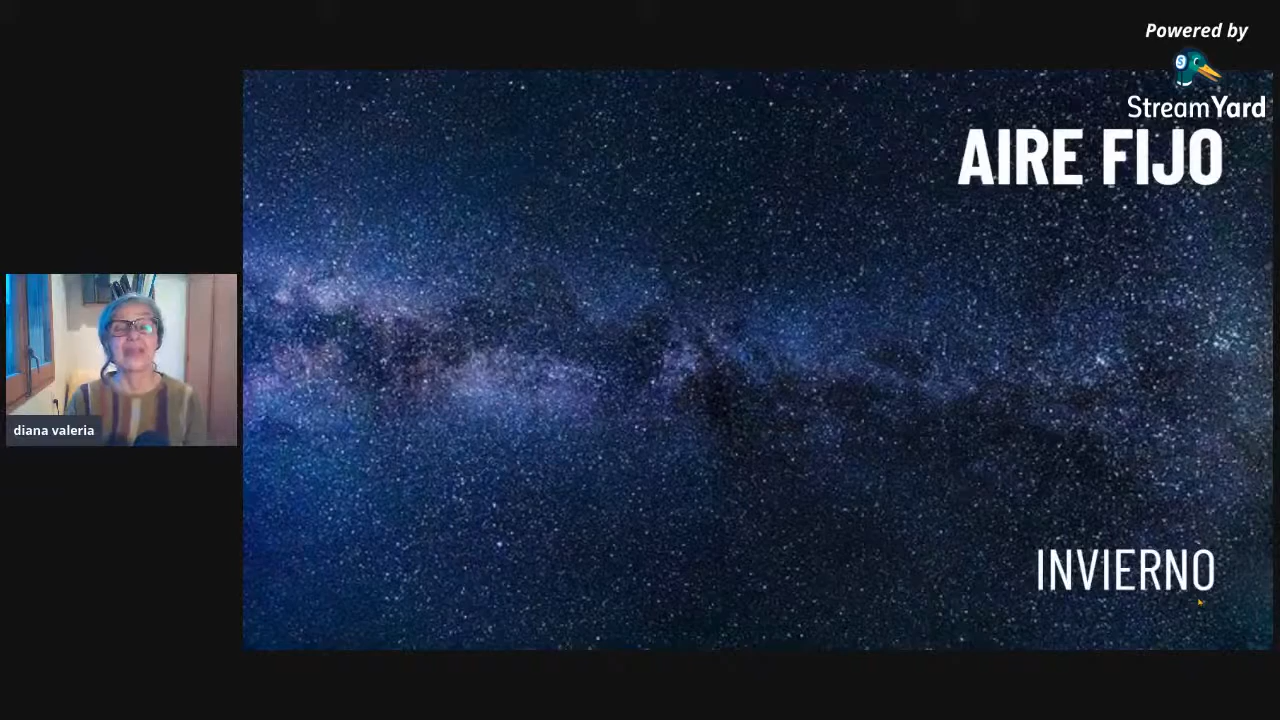 Powered by
StreamYard
AIRE FIJO
diana valeria
INVIERNO